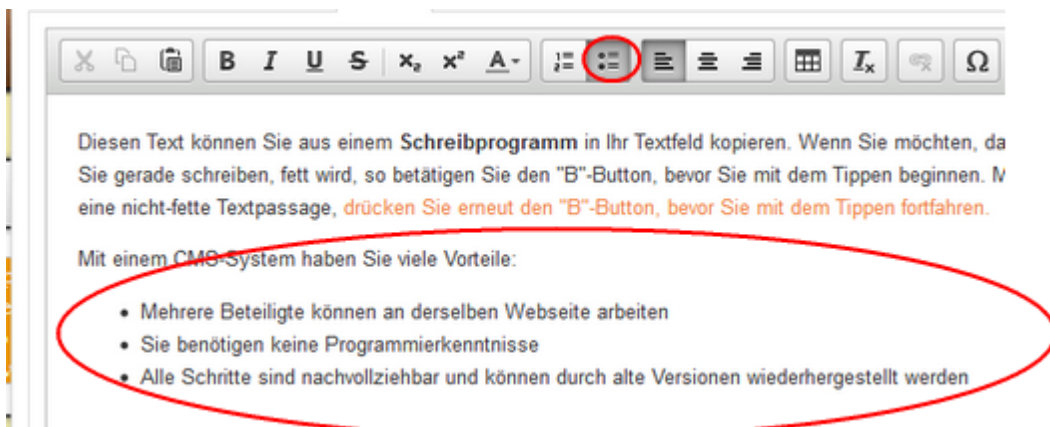 B I U S x₂ x² A Ix Ω
Diesen Text können Sie aus einem Schreibprogramm in Ihr Textfeld kopieren. Wenn Sie möchten, da
Sie gerade schreiben, fett wird, so betätigen Sie den "B"-Button, bevor Sie mit dem Tippen beginnen. M
eine nicht-fette Textpassage, drücken Sie erneut den "B"-Button, bevor Sie mit dem Tippen fortfahren.
Mit einem CMS-System haben Sie viele Vorteile:
• Mehrere Beteiligte können an derselben Webseite arbeiten
• Sie benötigen keine Programmierkenntnisse
• Alle Schritte sind nachvollziehbar und können durch alte Versionen wiederhergestellt werden